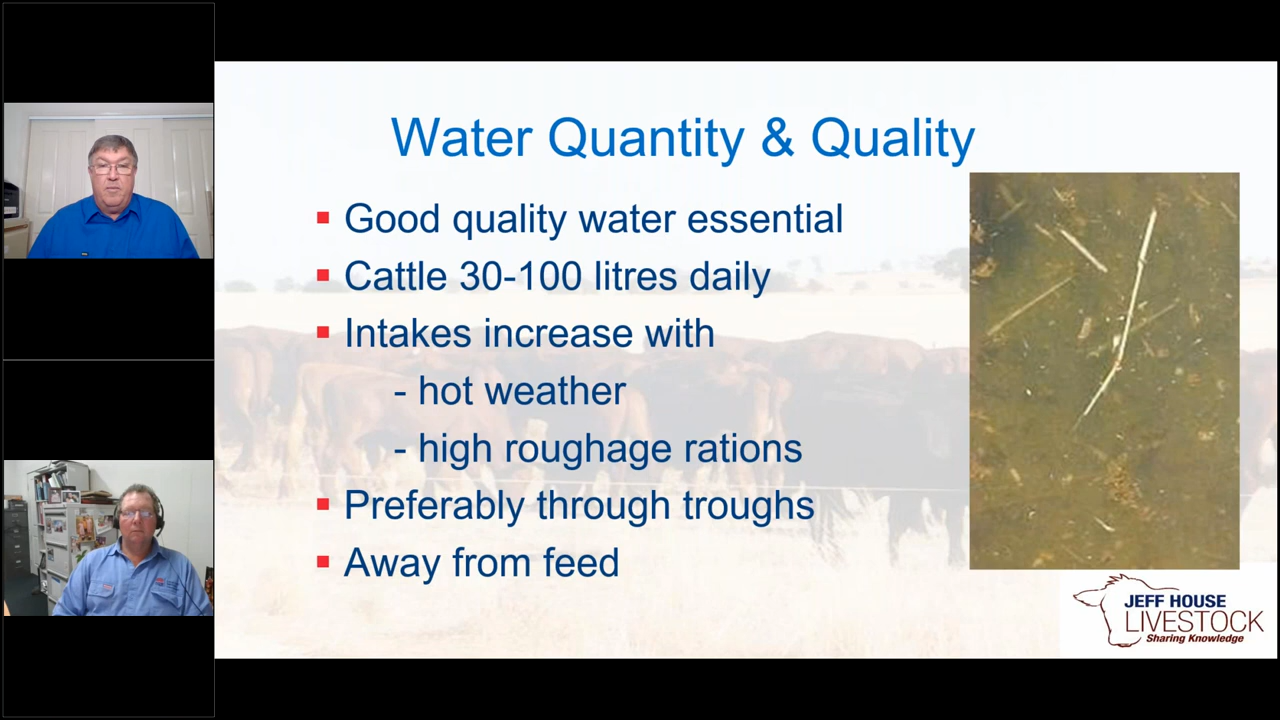 Water Quantity & Quality
Good quality water essential
Cattle 30-100 litres daily
Intakes increase with
- hot weather
- high roughage rations
Preferably through troughs
Away from feed
JEFF HOUSE
LIVESTOCK
Sharing Knowledge